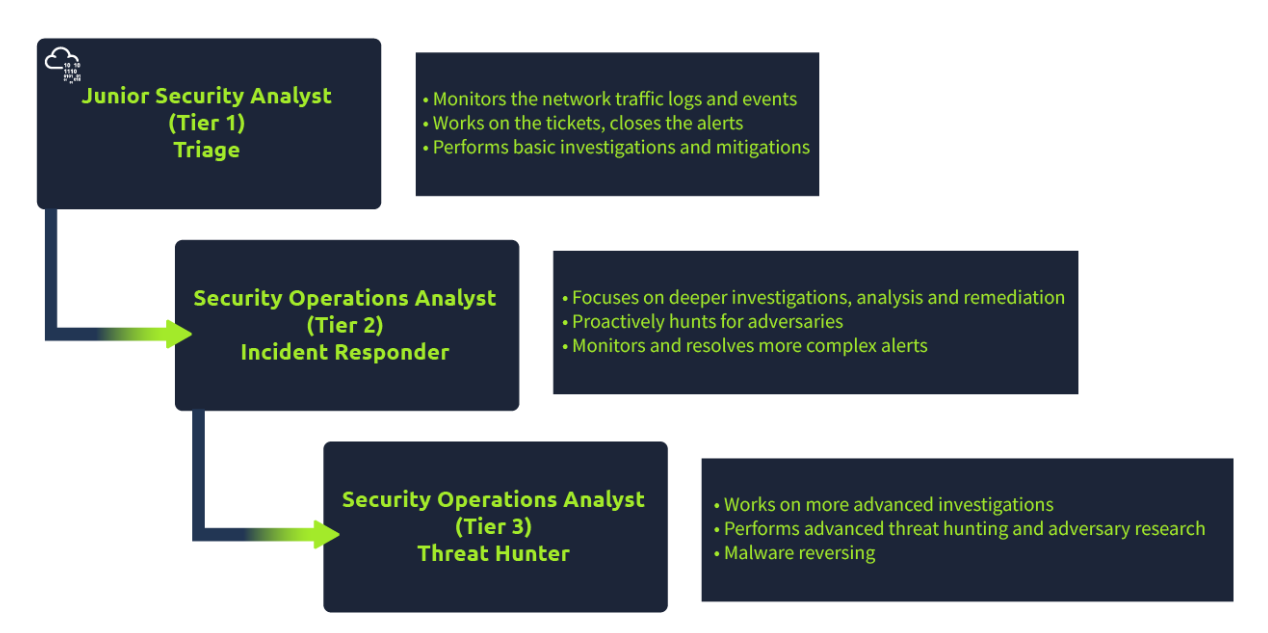 Junior Security Analyst
(Tier 1)
Triage
• Monitors the network traffic logs and events
• Works on the tickets, closes the alerts
• Performs basic investigations and mitigations
Security Operations Analyst
(Tier 2)
Incident Responder
• Focuses on deeper investigations, analysis and remediation
• Proactively hunts for adversaries
• Monitors and resolves more complex alerts
Security Operations Analyst
(Tier 3)
Threat Hunter
• Works on more advanced investigations
• Performs advanced threat hunting and adversary research
• Malware reversing